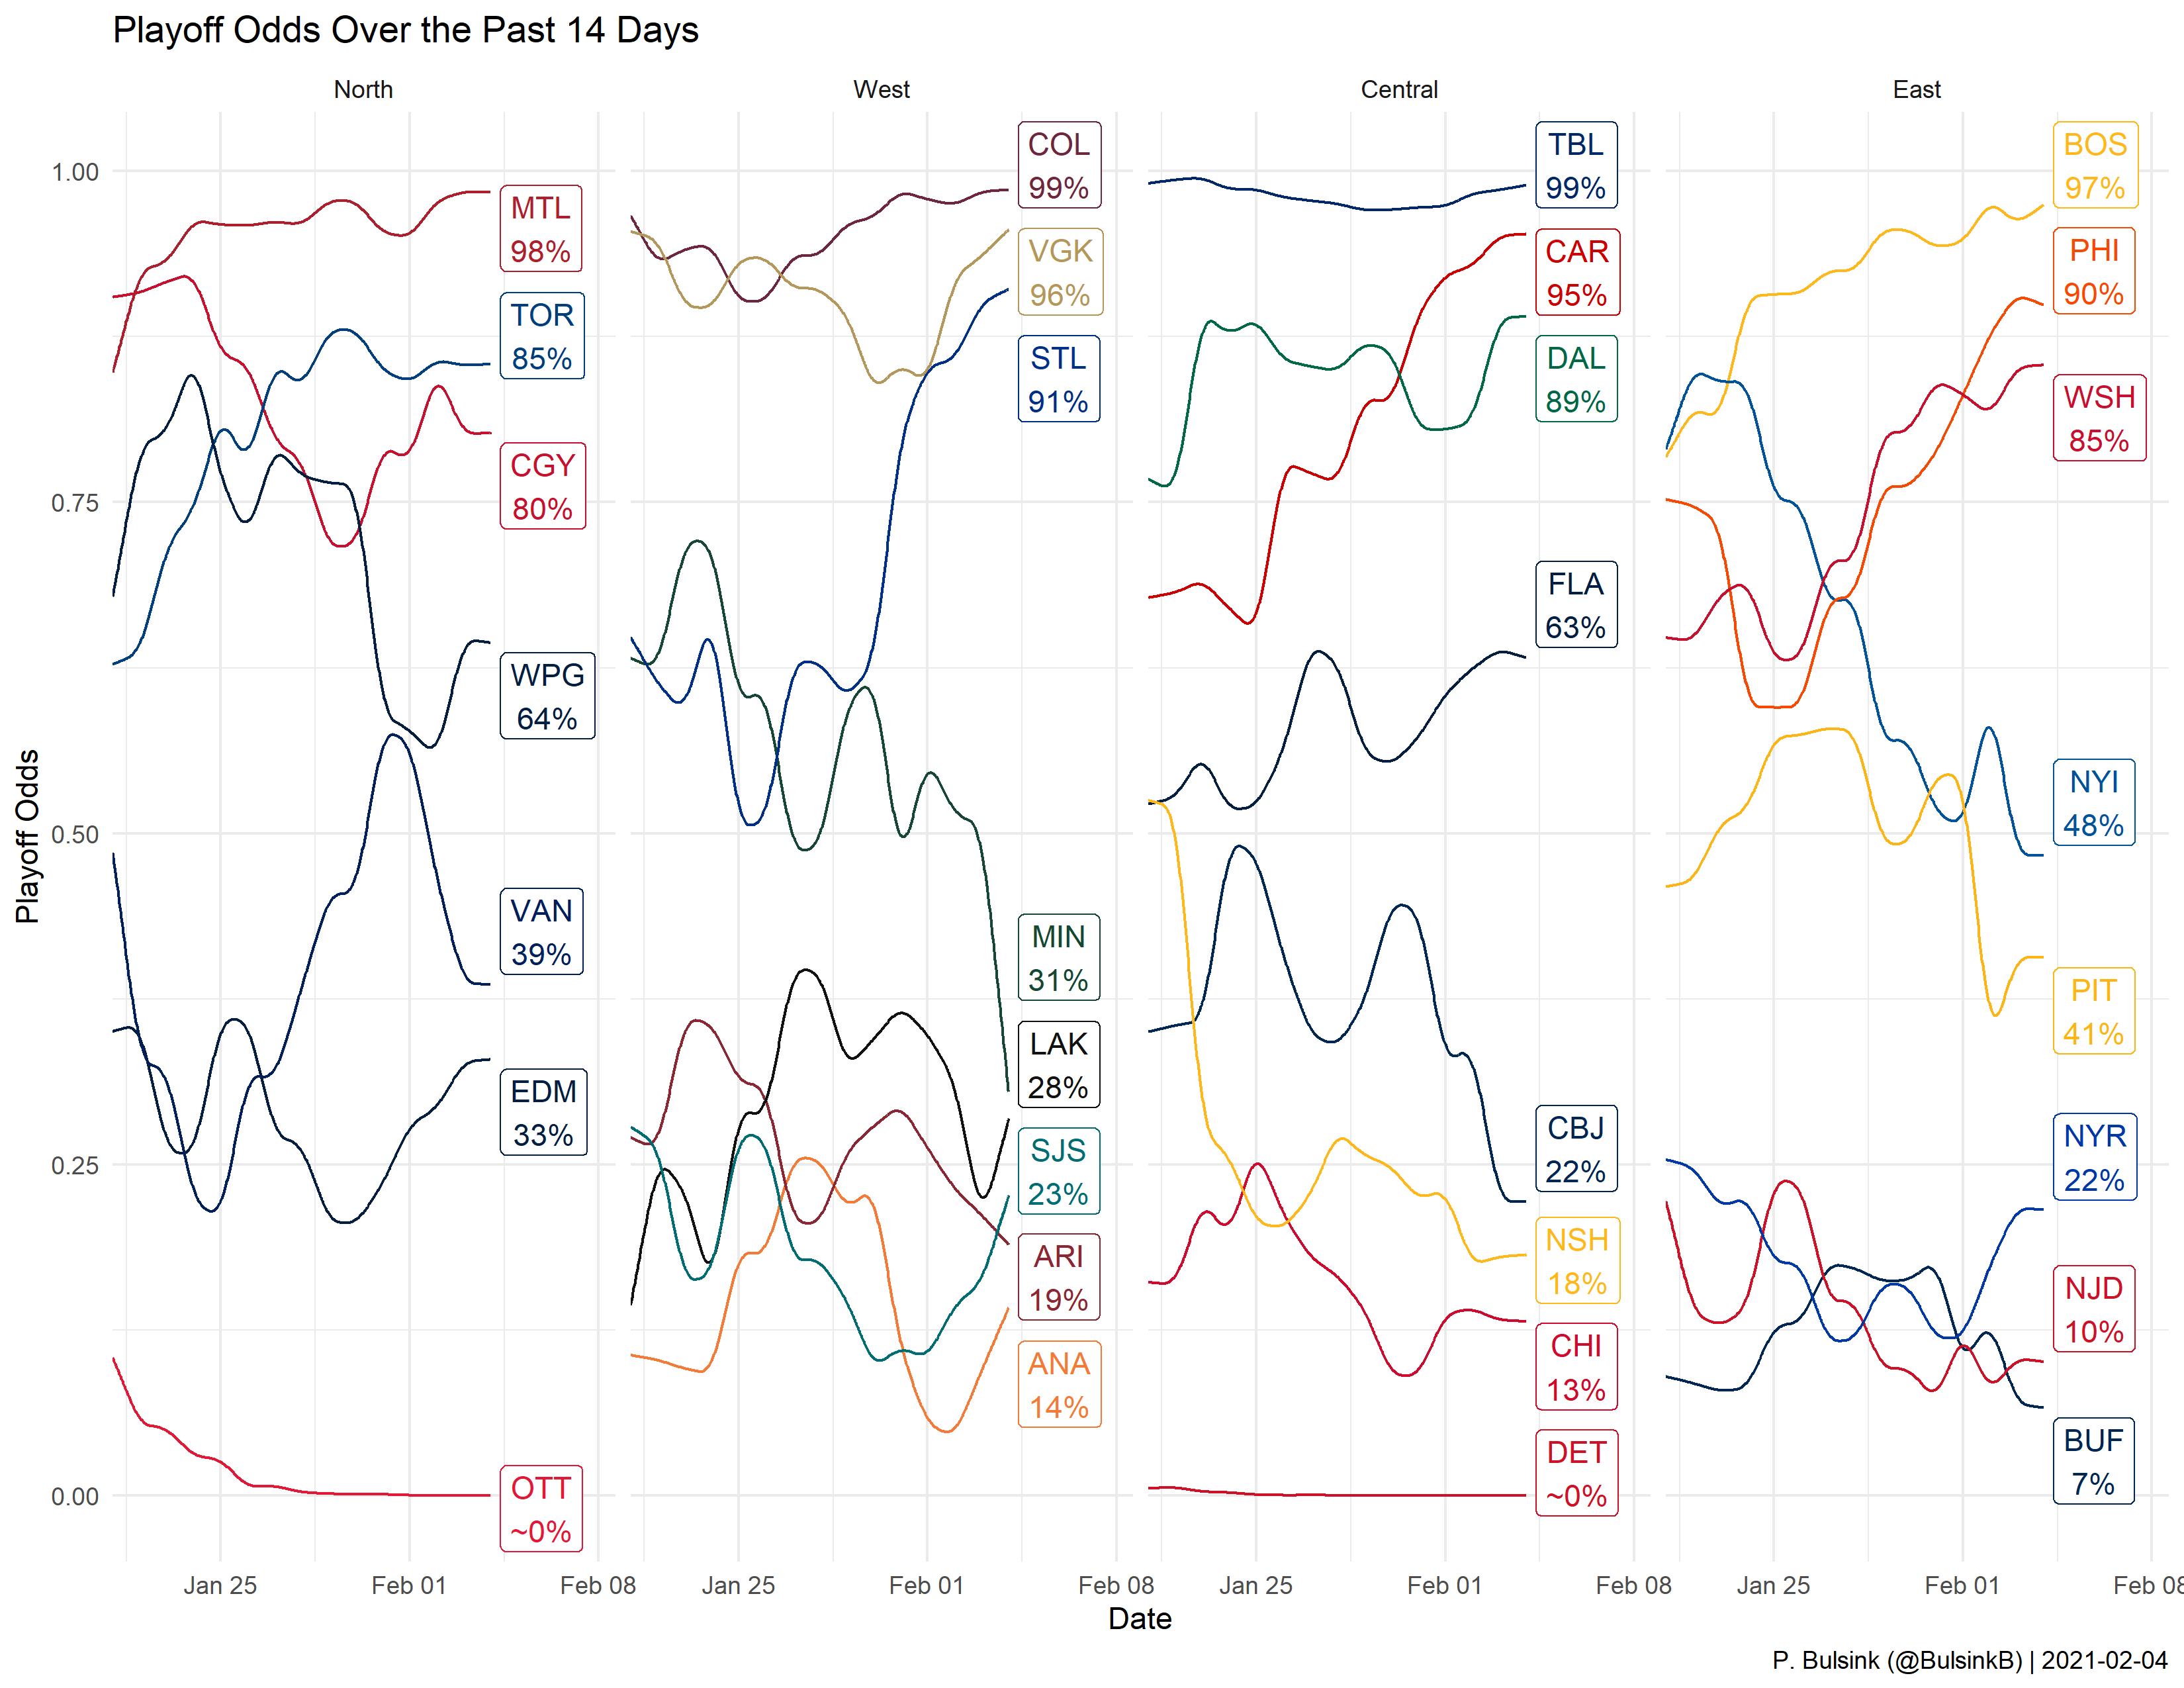 Playoff Odds Over the Past 14 Days
North
West
Central
East
Playoff Odds
1.00
0.75
0.50
0.25
0.00
MTL
98%
TOR
85%
CGY
80%
WPG
64%
VAN
39%
EDM
33%
OTT
~0%
COL
99%
VGK
96%
STL
91%
MIN
31%
LAK
28%
SJS
23%
ARI
19%
ANA
14%
TBL
99%
CAR
95%
DAL
89%
FLA
63%
CBJ
22%
NSH
18%
CHI
13%
DET
~0%
BOS
97%
PHI
90%
WSH
85%
NYI
48%
PIT
41%
NYR
22%
NJD
10%
BUF
7%
Jan 25 Feb 01 Feb 08
Jan 25 Feb 01 Feb 08
Jan 25 Feb 01 Feb 08
Jan 25 Feb 01 Feb 08
Date
P. Bulsink (@BulsinkB) | 2021-02-04